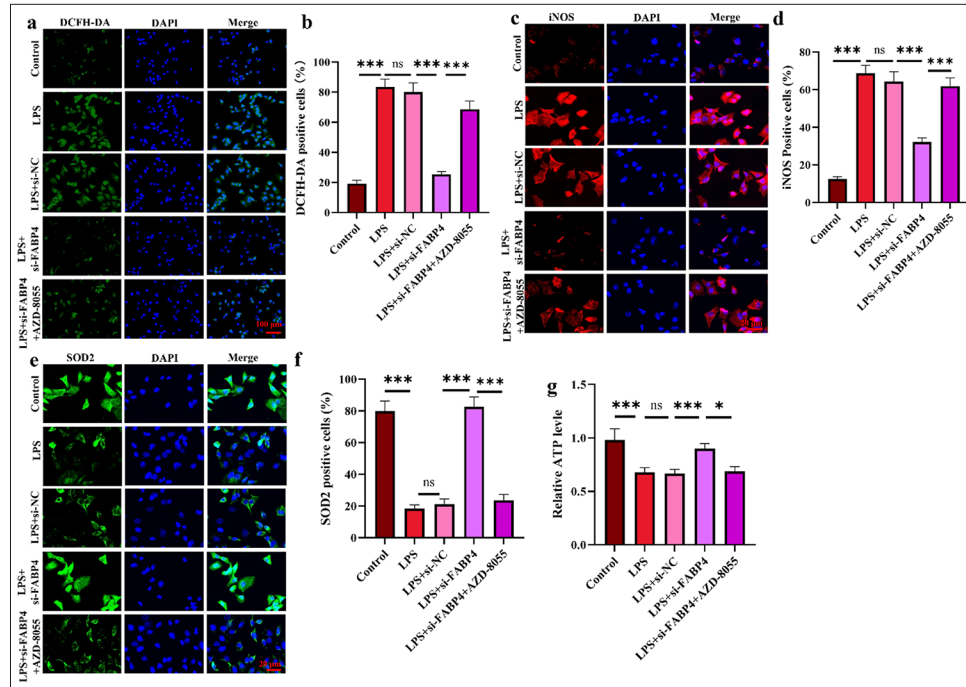 a
DCFH-DA DAPI Merge
Control
LPS
LPS+si-NC
LPS+
si-FABP4
LPS+si-FABP4
+AZD-8055
100 μm
b
DCFH-DA psoitive cells (%)
100
80
60
40
20
0
*** ns *** ***
Control
LPS
LPS+si-NC
LPS+si-FABP4
LPS+si-FABP4+AZD-8055
c
iNOS DAPI Merge
Control
LPS
LPS+si-NC
LPS+
si-FABP4
LPS+si-FABP4
+AZD-8055
20 μm
d
iNOS Positive cells (%)
80
60
40
20
0
*** ns *** ***
Control
LPS
LPS+si-NC
LPS+si-FABP4
LPS+si-FABP4+AZD-8055
e
SOD2 DAPI Merge
Control
LPS
LPS+si-NC
LPS+
si-FABP4
LPS+si-FABP4
+AZD-8055
20 μm
f
SOD2 positive cells (%)
100
80
60
40
20
0
*** ns *** ***
Control
LPS
LPS+si-NC
LPS+si-FABP4
LPS+si-FABP4+AZD-8055
g
Relative ATP levle
1.5
1.0
0.5
0.0
*** ns *** *
Control
LPS
LPS+si-NC
LPS+si-FABP4
LPS+si-FABP4+AZD-8055